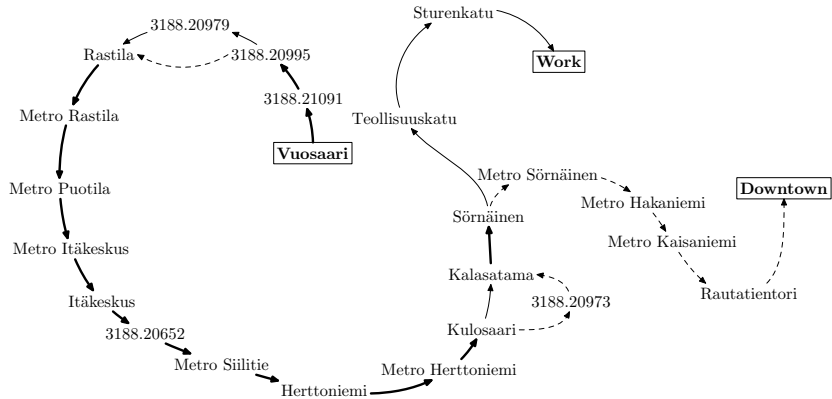 Sturenkatu
3188.20979
Rastila
3188.20995
Work
3188.21091
Metro Rastila
Teollisuuskatu
Vuosaari
Metro Sörnäinen
Metro Puotila
Downtown
Metro Hakaniemi
Sörnäinen
Metro Kaisaniemi
Metro Itäkeskus
Kalasatama
Rautatientori
Itäkeskus
3188.20973
3188.20652
Kulosaari
Metro Siilitie
Metro Herttoniemi
Herttoniemi